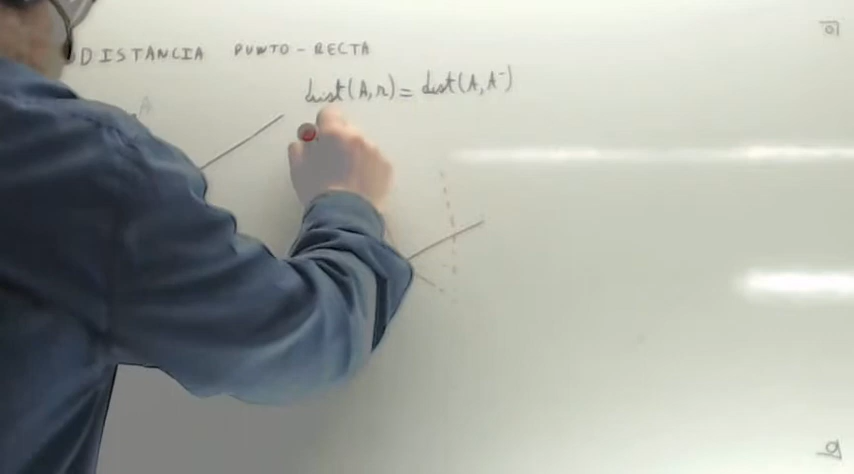 DISTANCIA PUNTO-RECTA
dist(A,r) = dist(A,A')
A